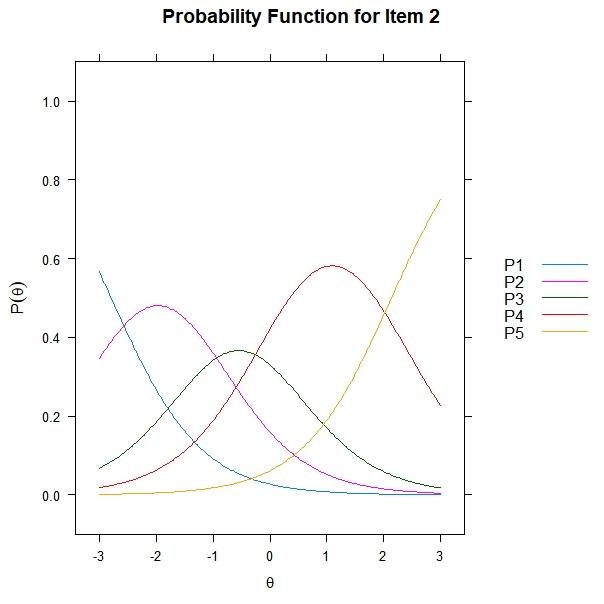 Probability Function for Item 2
P(θ)
1.0
0.8
0.6
0.4
0.2
0.0
-3 -2 -1 0 1 2 3
θ
P1
P2
P3
P4
P5